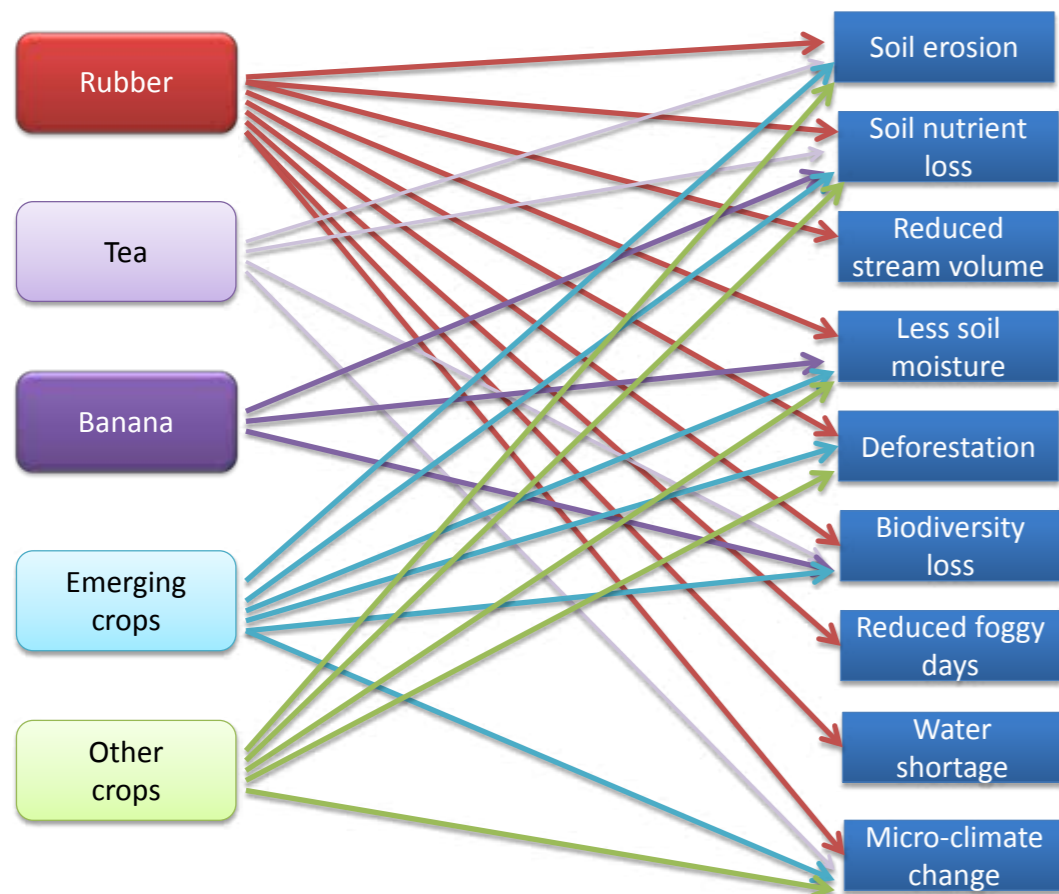 Rubber
Tea
Banana
Emerging
crops
Other
crops
Soil erosion
Soil nutrient
loss
Reduced
stream volume
Less soil
moisture
Deforestation
Biodiversity
loss
Reduced foggy
days
Water
shortage
Micro-climate
change